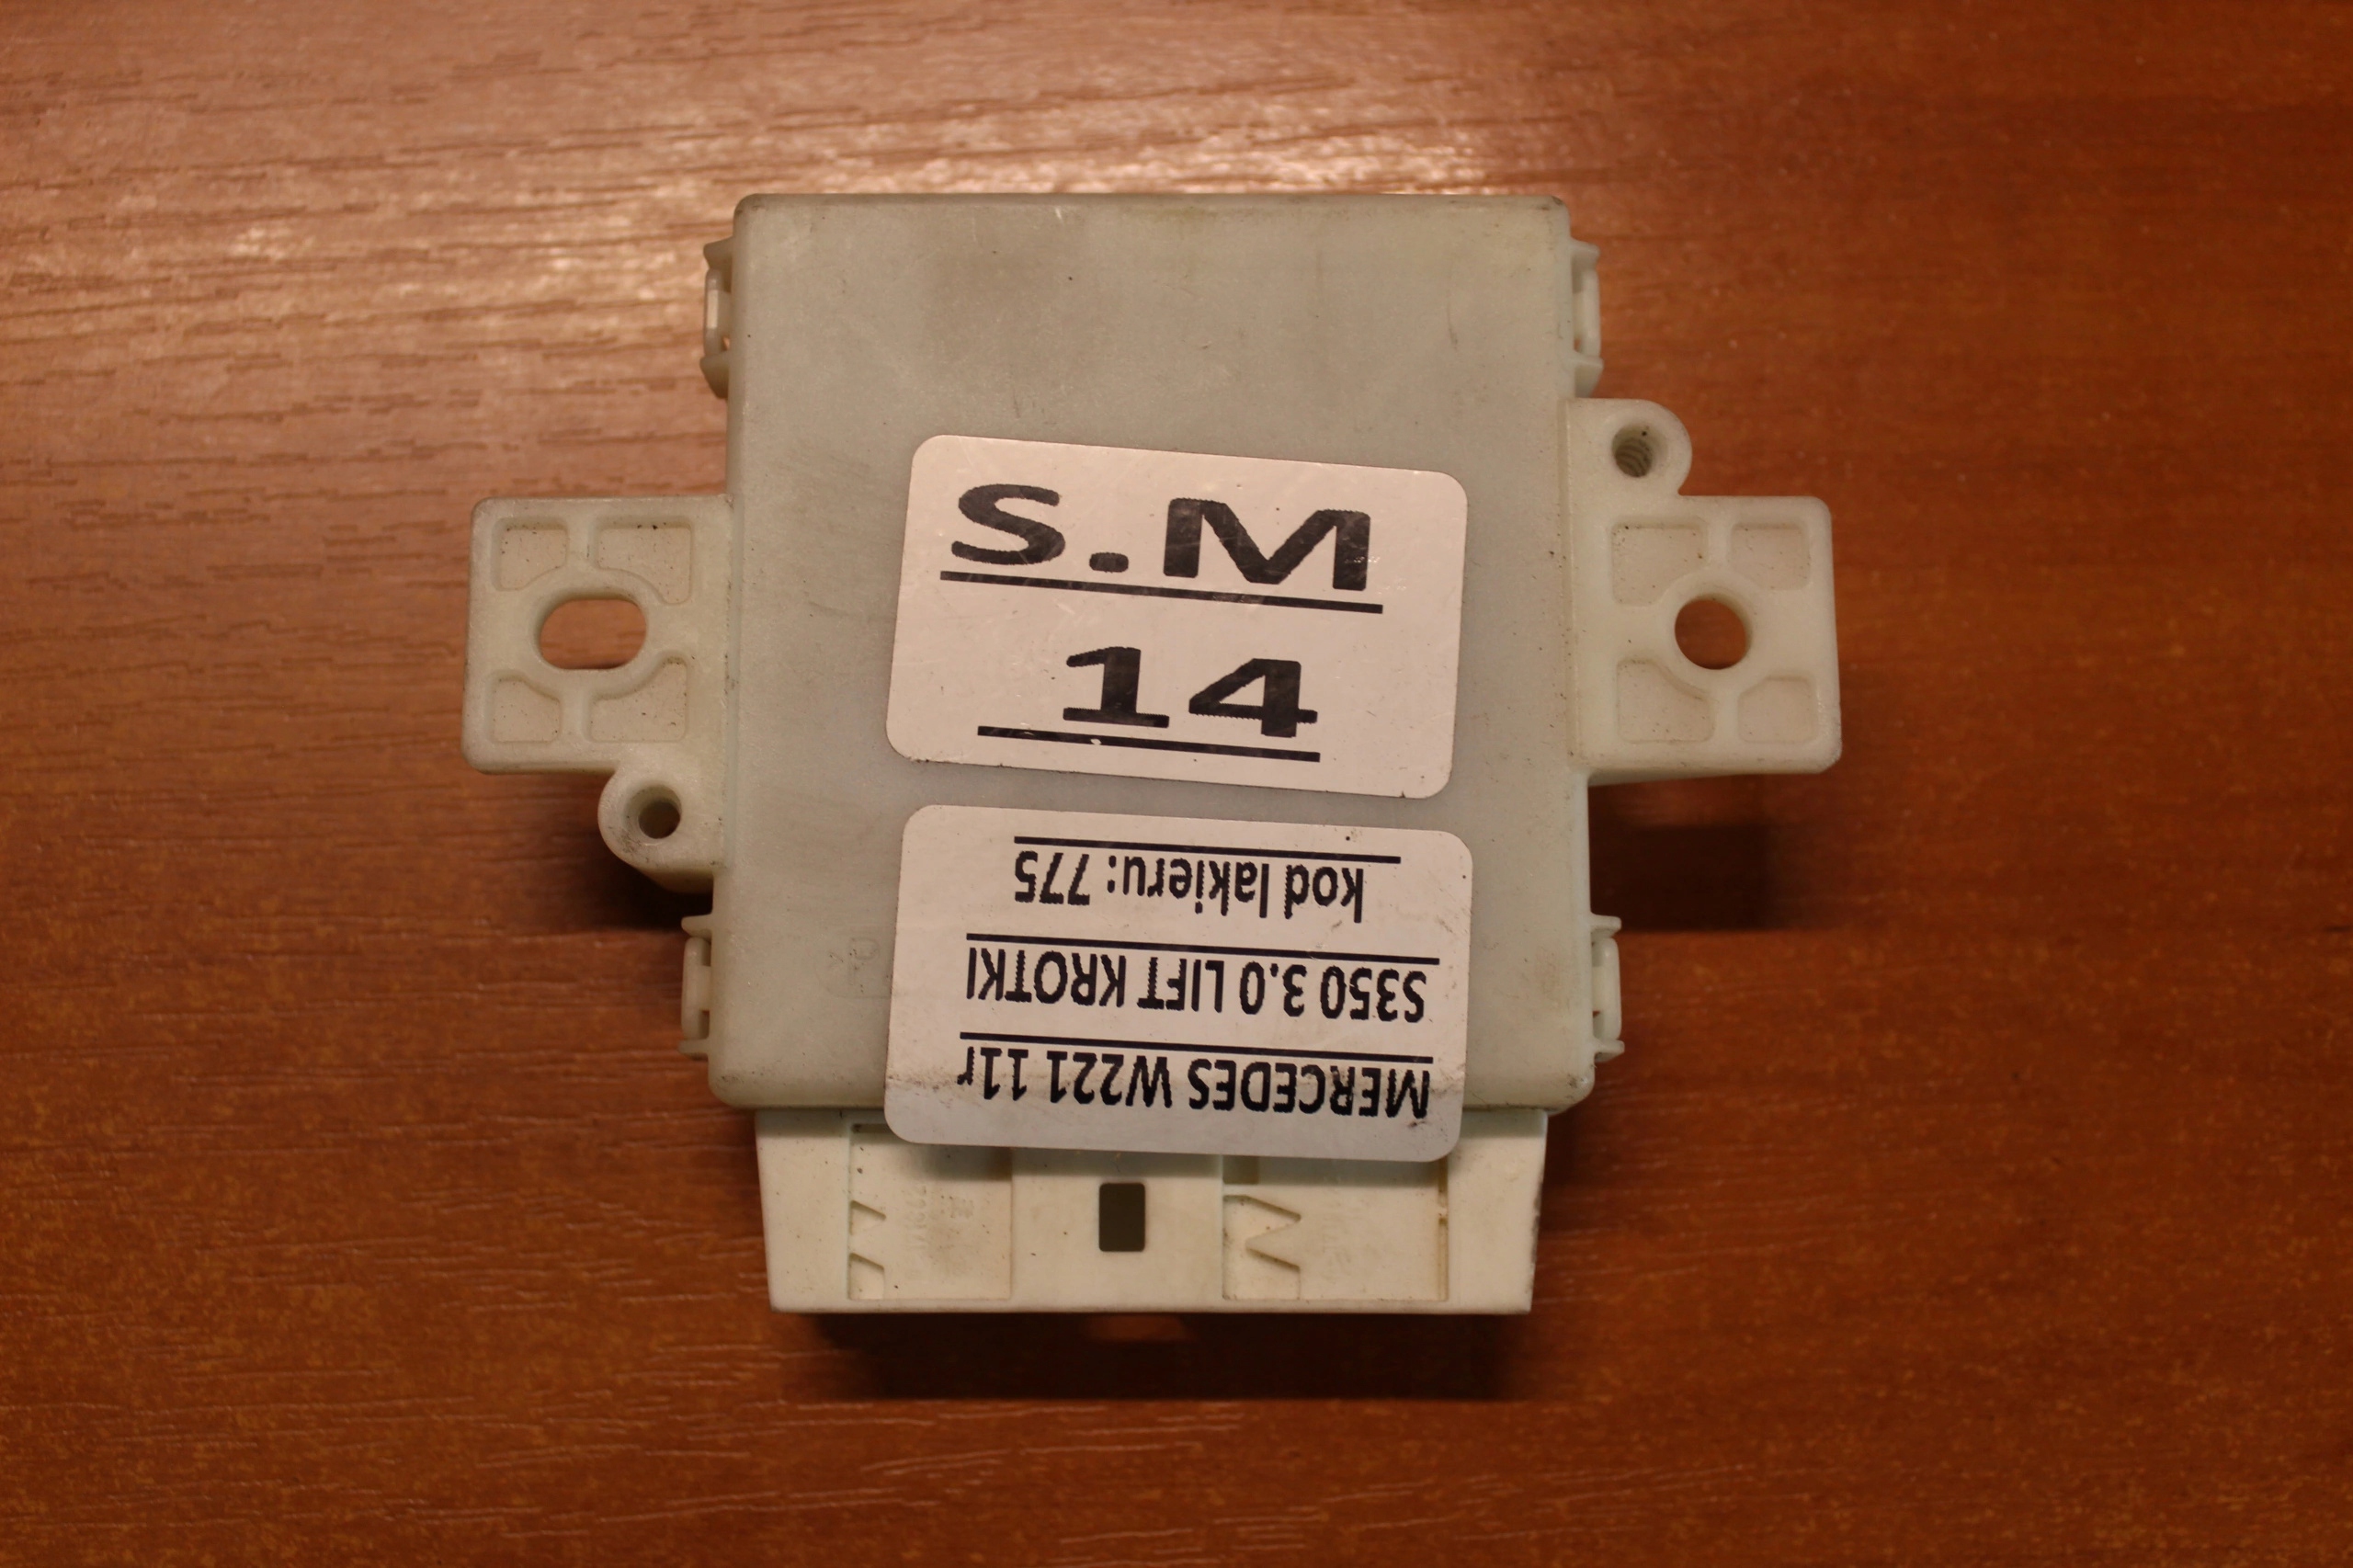 S.M
14
MERCEDES W221 11r
S350 3.0 LIFT KROTKI
kod lakieru: 775